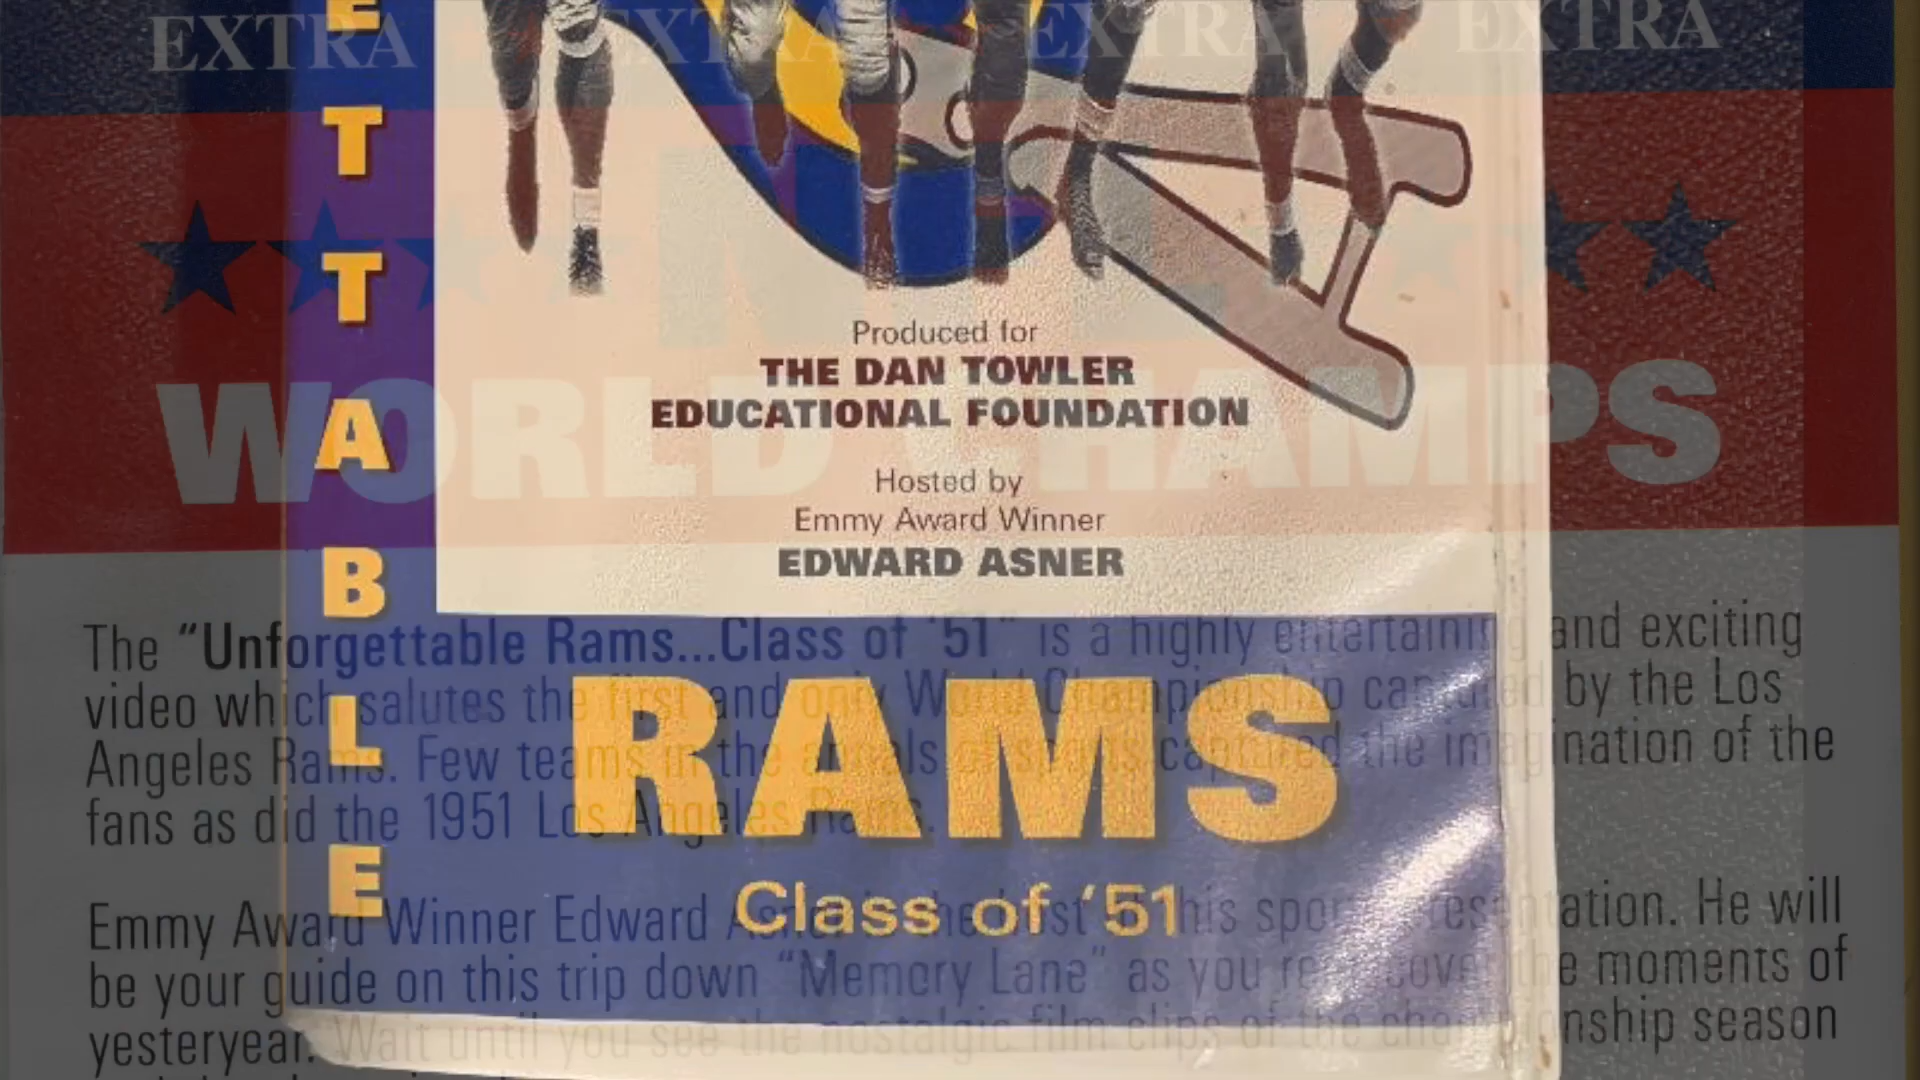 EXTRA EXTRA EXTRA EXTRA
E
T
T
A
B
L
E
NFL
WORLD CHAMPS
Produced for
THE DAN TOWLER
EDUCATIONAL FOUNDATION
Hosted by
Emmy Award Winner
EDWARD ASNER
RAMS
Class of '51
The "Unforgettable Rams...Class of '51" is a highly entertaining and exciting
video which salutes the first and only World Championship captured by the Los
Angeles Rams. Few teams in the annals of sports captured the imagination of the
fans as did the 1951 Los Angeles Rams.
Emmy Award Winner Edward Asner is the host of this sports presentation. He will
be your guide on this trip down "Memory Lane" as you rediscover the moments of
yesteryear. Wait until you see the nostalgic film clips of the championship season